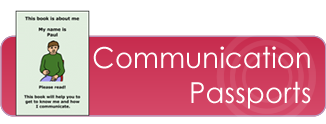 This book is about me
My name is
Paul
Please read!
This book will help you to
get to know me and how
I communicate.
Communication
Passports